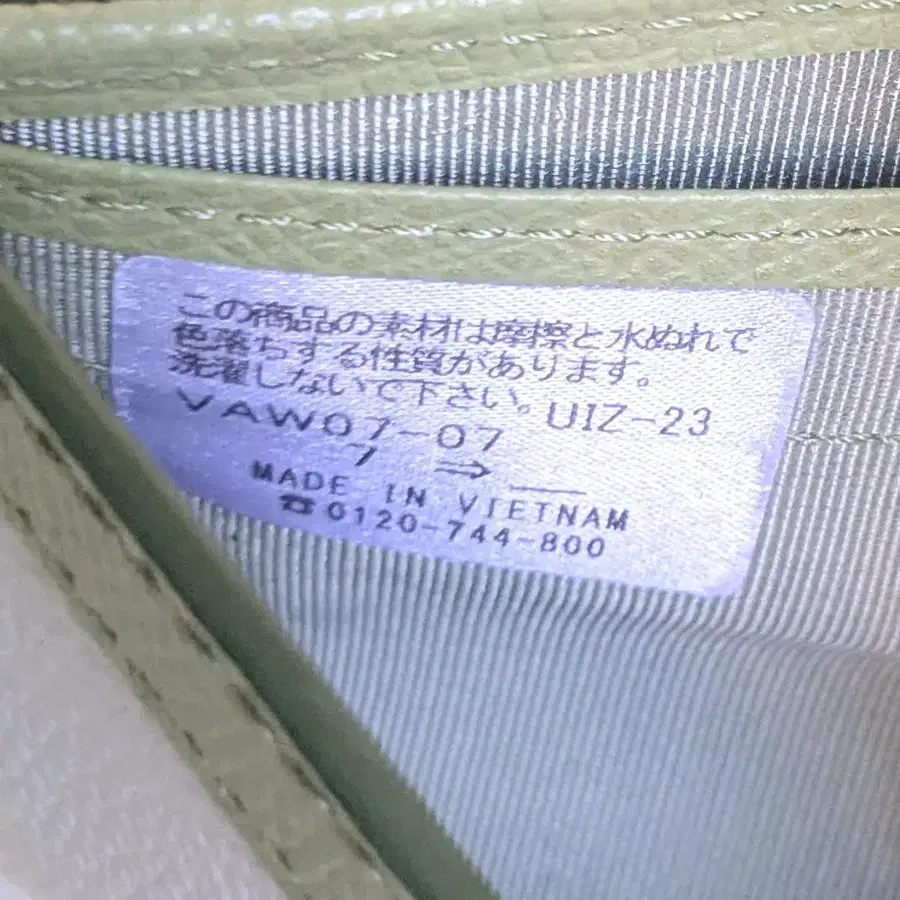 この商品の素材は摩擦と水ぬれで
色落ちする性質があります。
洗濯しないで下さい。UIZ-23
VAW07-07
7 ⇒ __
MADE IN VIETNAM
☎0120-744-800